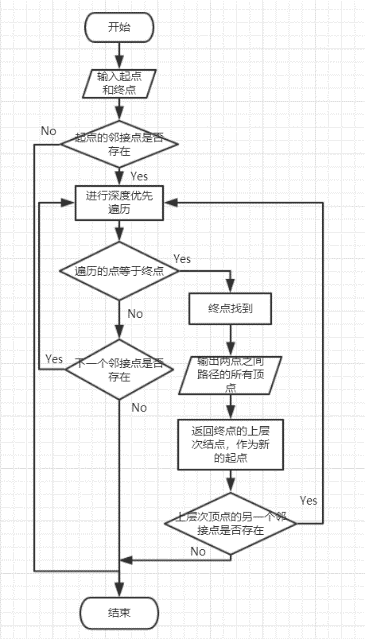 开始
输入起点
和终点
No
起点的邻接点是否
存在
Yes
进行深度优先
遍历
遍历的点等于终点
Yes
No
终点找到
Yes
下一个邻接点是否
存在
输出两点之间
路径的所有顶
点
No
返回终点的上层
次结点，作为新
的起点
Yes
上层次顶点的另一个邻
接点是否存在
No
结束